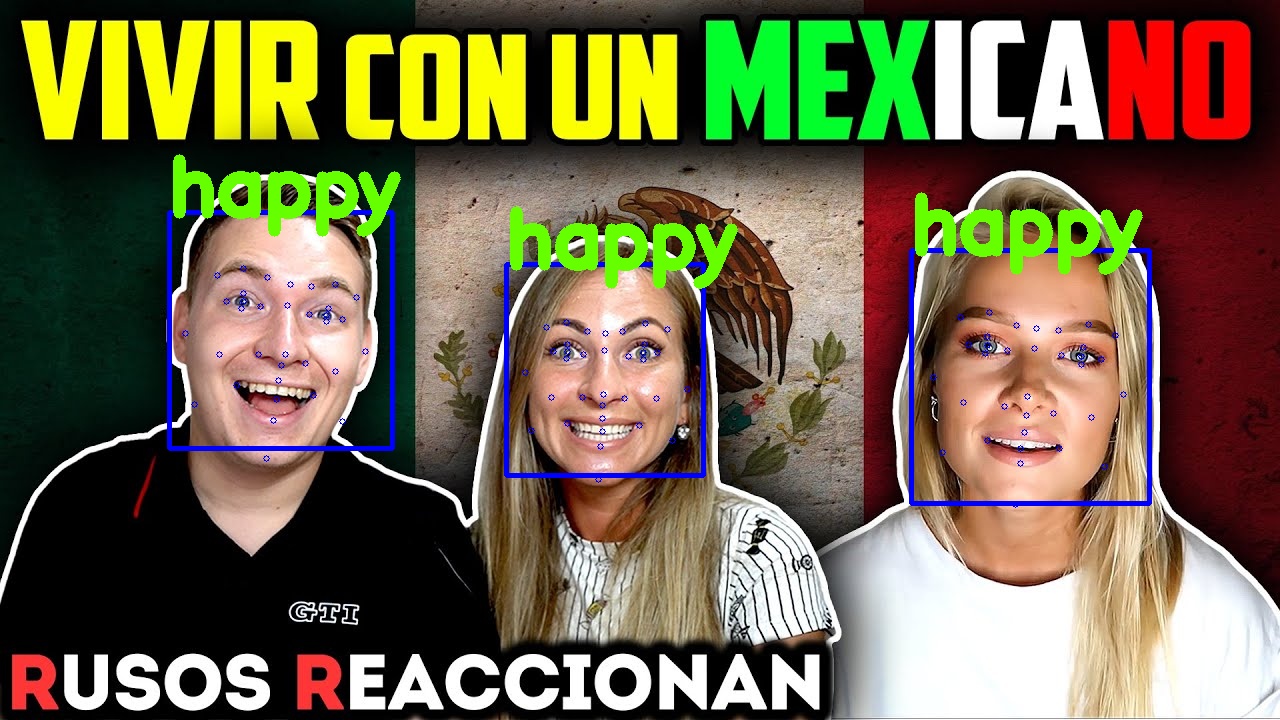 VIVIR CON UN MEXICANO
happy
happy
happy
GTI
RUSOS REACCIONAN